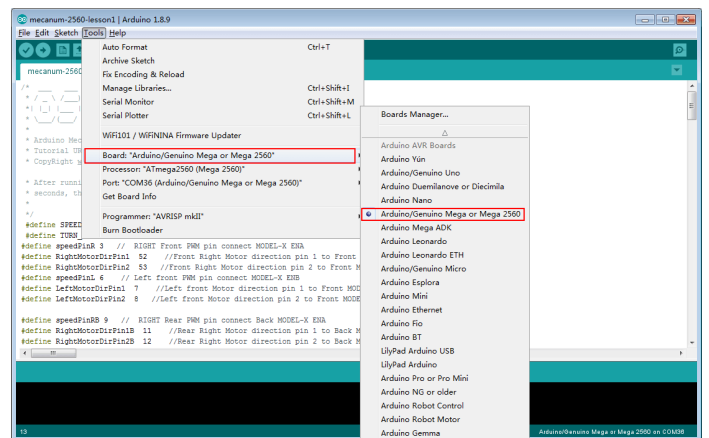 mecanum-2560-lesson1 | Arduino 1.8.9
File Edit Sketch Tools Help
mecanum-2560
Auto Format Ctrl+T
Archive Sketch
Fix Encoding & Reload
Manage Libraries... Ctrl+Shift+I
Serial Monitor Ctrl+Shift+M
Serial Plotter Ctrl+Shift+L
WiFi101 / WiFiNINA Firmware Updater
Board: "Arduino/Genuino Mega or Mega 2560"
Processor: "ATmega2560 (Mega 2560)"
Port: "COM36 (Arduino/Genuino Mega or Mega 2560)"
Get Board Info
Programmer: "AVRISP mkII"
Burn Bootloader
Boards Manager...
Arduino AVR Boards
Arduino Yún
Arduino/Genuino Uno
Arduino Duemilanove or Diecimila
Arduino Nano
Arduino/Genuino Mega or Mega 2560
Arduino Mega ADK
Arduino Leonardo
Arduino Leonardo ETH
Arduino/Genuino Micro
Arduino Esplora
Arduino Mini
Arduino Ethernet
Arduino Fio
Arduino BT
LilyPad Arduino USB
LilyPad Arduino
Arduino Pro or Pro Mini
Arduino NG or older
Arduino Robot Control
Arduino Robot Motor
Arduino Gemma
/* ___ ___
* / _ \ /___)
*| |_| |___ |
* \___/(___/
*
* Arduino Mec
* Tutorial UR
* CopyRight w
* After runni
* seconds, th
*
*/
#define SPEED
#define TURN_
#define speedPinR 3 // RIGHT Front PWM pin connect MODEL-X ENA
#define RightMotorDirPin1 52 //Front Right Motor direction pin 1 to Front
#define RightMotorDirPin2 53 //Front Right Motor direction pin 2 to Front M
#define speedPinL 6 // Left front PWM pin connect MODEL-X ENB
#define LeftMotorDirPin1 7 //Left front Motor direction pin 1 to Front MOD
#define LeftMotorDirPin2 8 //Left front Motor direction pin 2 to Front MODE
#define speedPinRB 9 // RIGHT Rear PWM pin connect Back MODEL-X ENA
#define RightMotorDirPin1B 11 //Rear Right Motor direction pin 1 to Back M
#define RightMotorDirPin2B 12 //Rear Right Motor direction pin 2 to Back M
13 Arduino/Genuino Mega or Mega 2560 on COM36